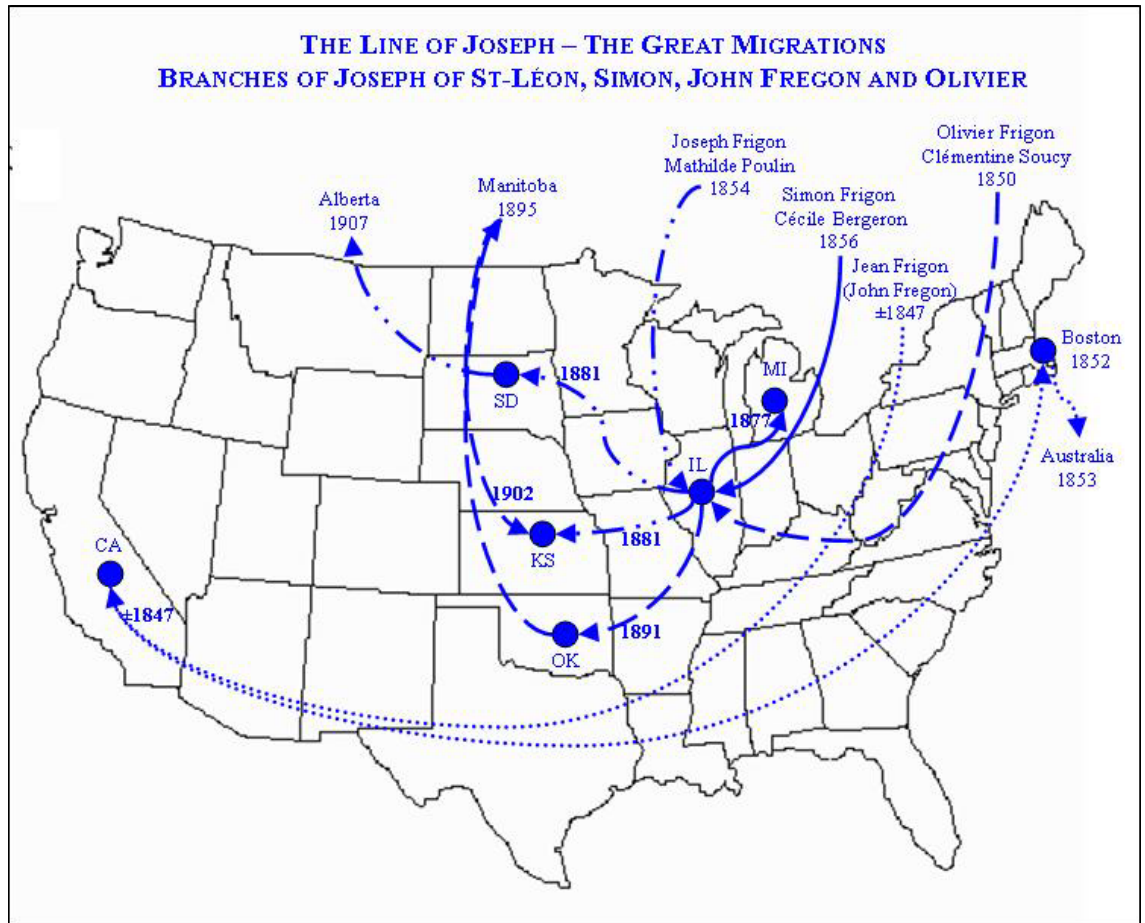 THE LINE OF JOSEPH – THE GREAT MIGRATIONS
BRANCHES OF JOSEPH OF ST-LÉON, SIMON, JOHN FREGON AND OLIVIER
Joseph Frigon
Mathilde Poulin
1854
Olivier Frigon
Clémentine Soucy
1850
Simon Frigon
Cécile Bergeron
1856
Manitoba
1895
Alberta
1907
Jean Frigon
(John Fregon)
±1847
Boston
1852
MI
1881
SD
1877
Australia
1853
IL
1902
1881
KS
CA
±1847
1891
OK